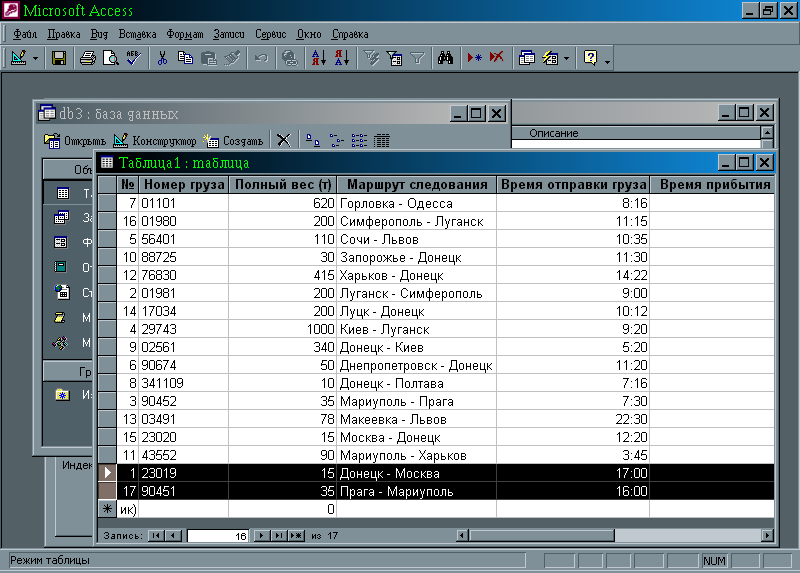 Microsoft Access
Файл Правка Вид Вставка Формат Записи Сервис Окно Справка
db3 : база данных
Открыть Конструктор Создать
Описание
Объ
Та
За
Ф
От
Ст
М
М
Гр
Из
Индек
Таблица1 : таблица
№ Номер груза Полный вес (т) Маршрут следования Время отправки груза Время прибытия
7 01101 620 Горловка - Одесса 8:16
16 01980 200 Симферополь - Луганск 11:15
5 56401 110 Сочи - Львов 10:35
10 88725 30 Запорожье - Донецк 11:30
12 76830 415 Харьков - Донецк 14:22
2 01981 200 Луганск - Симферополь 9:00
14 17034 200 Луцк - Донецк 10:12
4 29743 1000 Киев - Луганск 9:20
9 02561 340 Донецк - Киев 5:20
6 90674 50 Днепропетровск - Донецк 11:20
8 341109 10 Донецк - Полтава 7:16
3 90452 35 Мариуполь - Прага 7:30
13 03491 78 Макеевка - Львов 22:30
15 23020 15 Москва - Донецк 12:20
11 43552 90 Мариуполь - Харьков 3:45
1 23019 15 Донецк - Москва 17:00
17 90451 35 Прага - Мариуполь 16:00
ик) 0
Запись: 16 из 17
Режим таблицы NUM